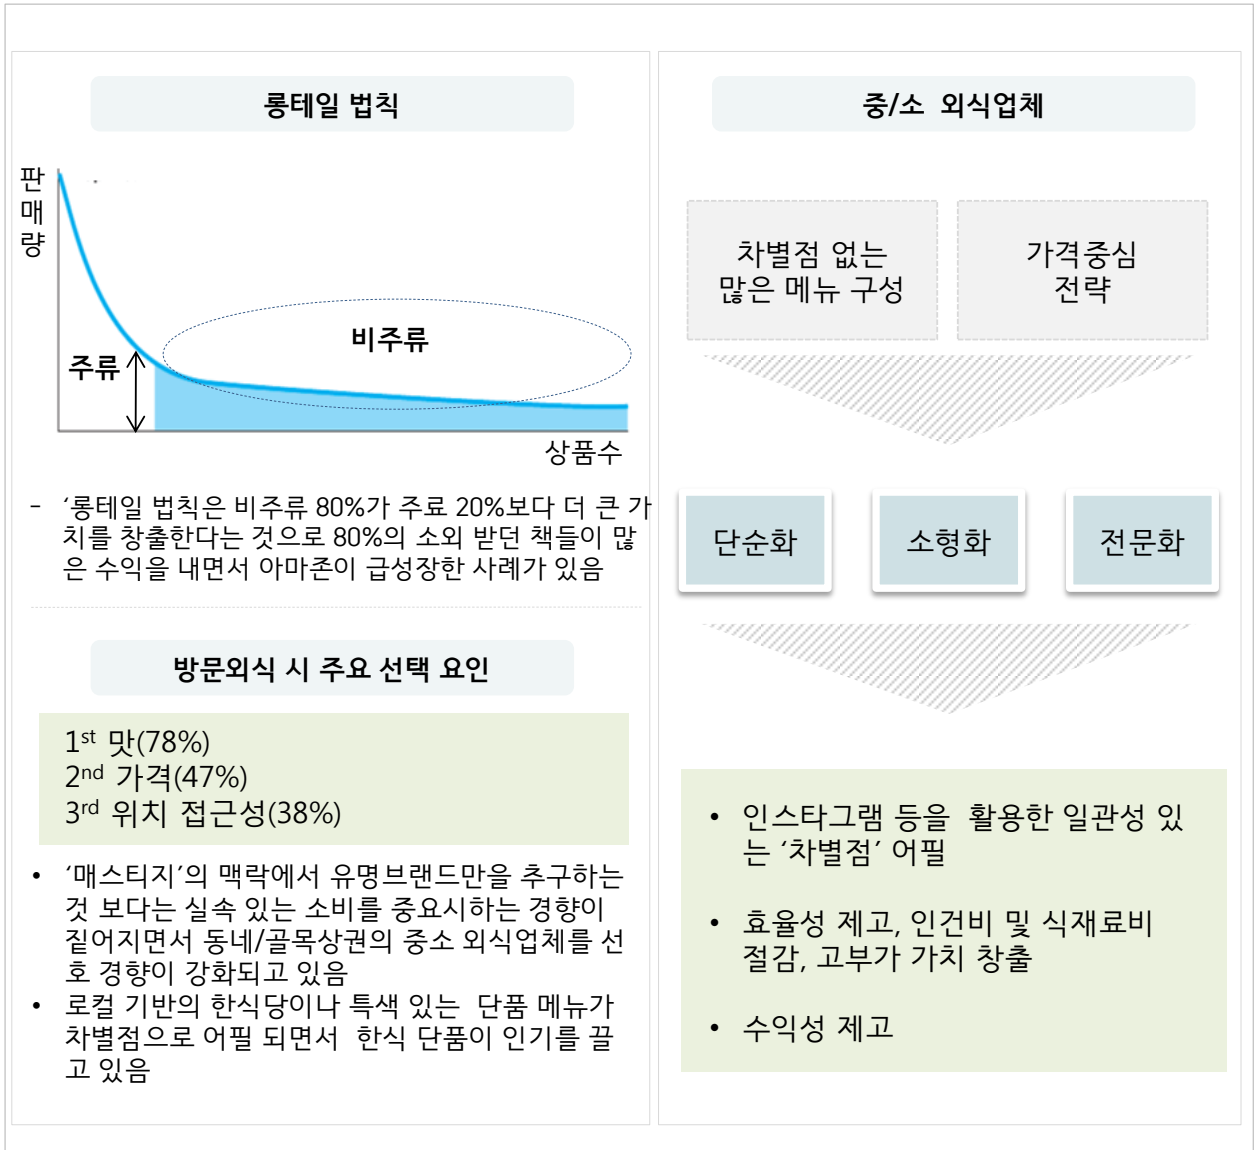 롱테일 법칙
판
매
량
주류
비주류
상품수
- ‘롱테일 법칙은 비주류 80%가 주료 20%보다 더 큰 가
치를 창출한다는 것으로 80%의 소외 받던 책들이 많
은 수익을 내면서 아마존이 급성장한 사례가 있음
방문외식 시 주요 선택 요인
1st 맛(78%)
2nd 가격(47%)
3rd 위치 접근성(38%)
• ‘매스티지’의 맥락에서 유명브랜드만을 추구하는
것 보다는 실속 있는 소비를 중요시하는 경향이
짙어지면서 동네/골목상권의 중소 외식업체를 선
호 경향이 강화되고 있음
• 로컬 기반의 한식당이나 특색 있는 단품 메뉴가
차별점으로 어필 되면서 한식 단품이 인기를 끌
고 있음
중/소 외식업체
차별점 없는
많은 메뉴 구성
가격중심
전략
단순화
소형화
전문화
• 인스타그램 등을 활용한 일관성 있
는 ‘차별점’ 어필
• 효율성 제고, 인건비 및 식재료비
절감, 고부가 가치 창출
• 수익성 제고